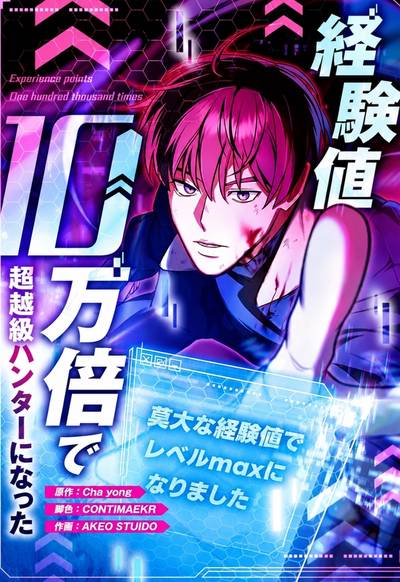 Experience points
One hundred thousand times
経験値
10万倍で
超越級ハンターになった
莫大な経験値で
レベルmaxに
なりました
原作：Cha yong
脚色：CONTIMAEKR
作画：AKEO STUIDO